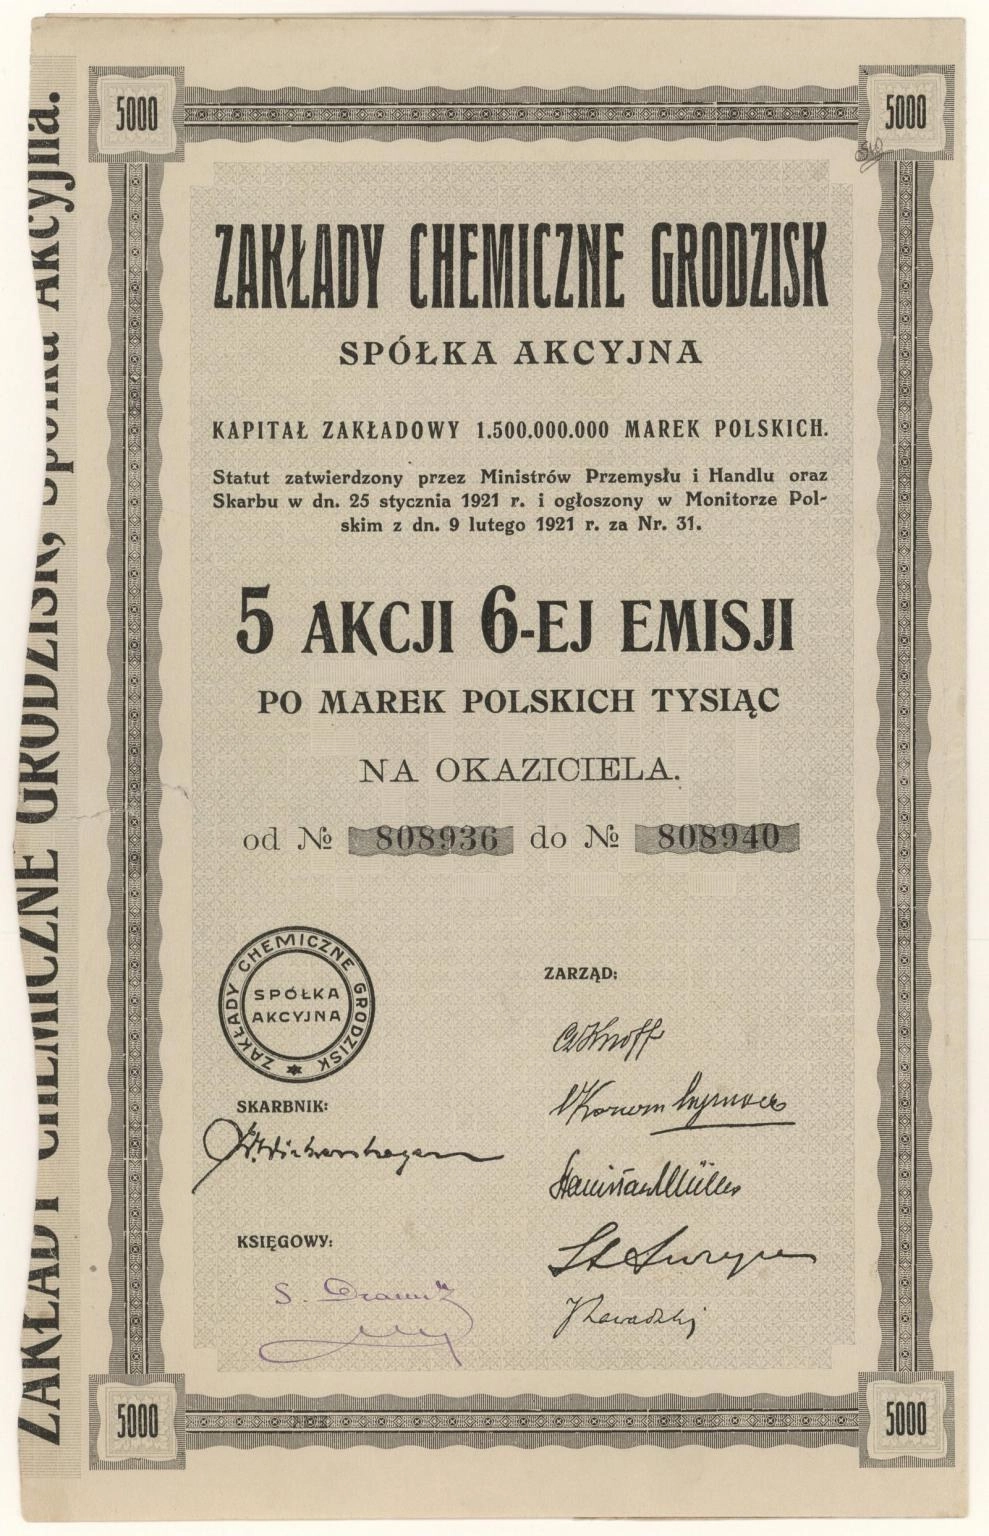 5000
5000
ZAKŁADY CHEMICZNE GRODZISK, Spółka Akcyjna.
ZAKŁADY CHEMICZNE GRODZISK
SPÓŁKA AKCYJNA
KAPITAŁ ZAKŁADOWY 1.500.000.000 MAREK POLSKICH.
Statut zatwierdzony przez Ministrów Przemysłu i Handlu oraz
Skarbu w dn. 25 stycznia 1921 r. i ogłoszony w Monitorze Pol-
skim z dn. 9 lutego 1921 r. za Nr. 31.
5 AKCJI 6-EJ EMISJI
PO MAREK POLSKICH TYSIĄC
NA OKAZICIELA.
od № 808936 do № 808940
ZAKŁADY CHEMICZNE GRODZISK
SPÓŁKA
AKCYJNA
ZARZĄD:
SKARBNIK:
Stanisław Müller
KSIĘGOWY:
5000
5000